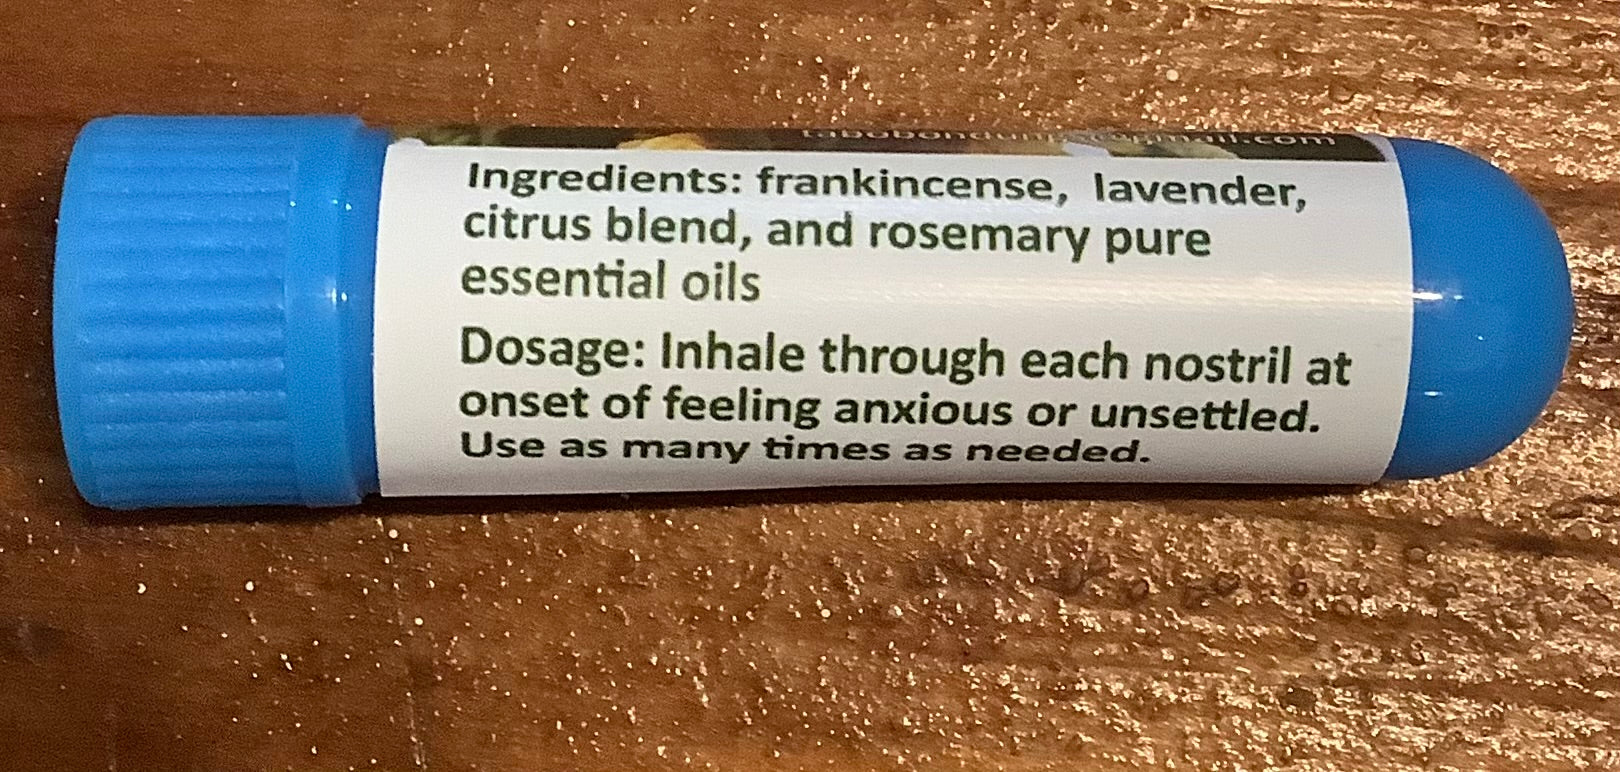 Ingredients: frankincense, lavender,
citrus blend, and rosemary pure
essential oils
Dosage: Inhale through each nostril at
onset of feeling anxious or unsettled.
Use as many times as needed.